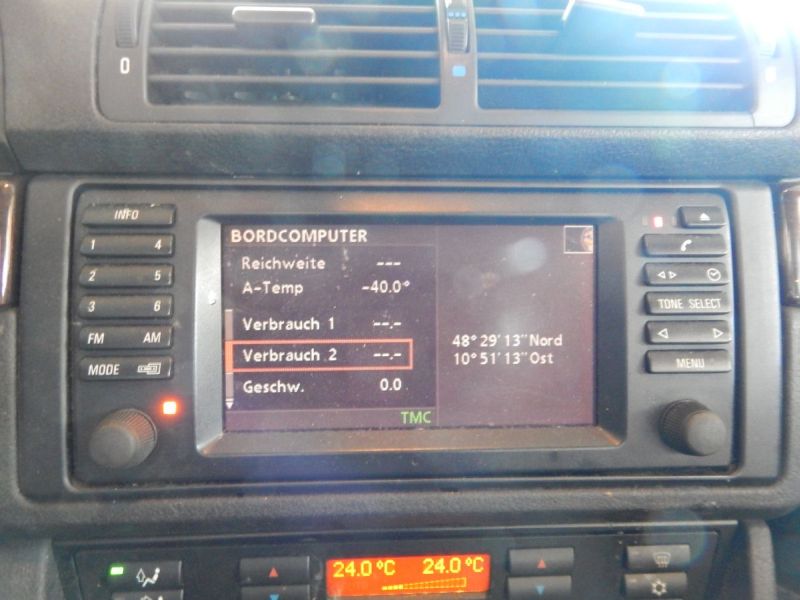 0
INFO
1 4
2 5
3 6
FM AM
MODE
BORDCOMPUTER
Reichweite ---
A-Temp -40.0°
Verbrauch 1 --.-
Verbrauch 2 --.-
Geschw. 0.0
TMC
48° 29' 13" Nord
10° 51' 13" Ost
TONE SELECT
MENU
24.0 °C 24.0 °C